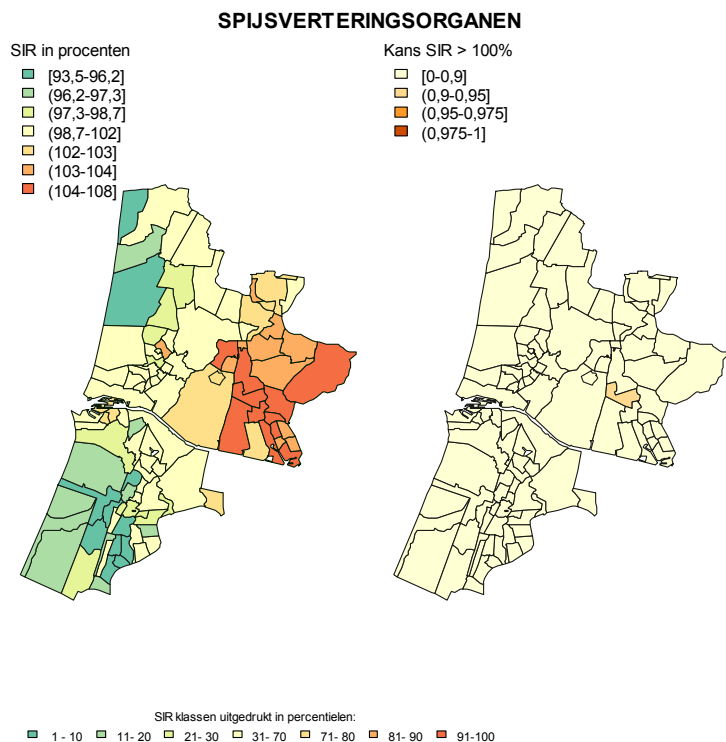 SPIJSVERTERINGSORGANEN
SIR in procenten
[93,5-96,2]
(96,2-97,3]
(97,3-98,7]
(98,7-102]
(102-103]
(103-104]
(104-108]
Kans SIR > 100%
[0-0,9]
(0,9-0,95]
(0,95-0,975]
(0,975-1]
SIR klassen uitgedrukt in percentielen:
1 - 10 11- 20 21- 30 31- 70 71- 80 81- 90 91-100